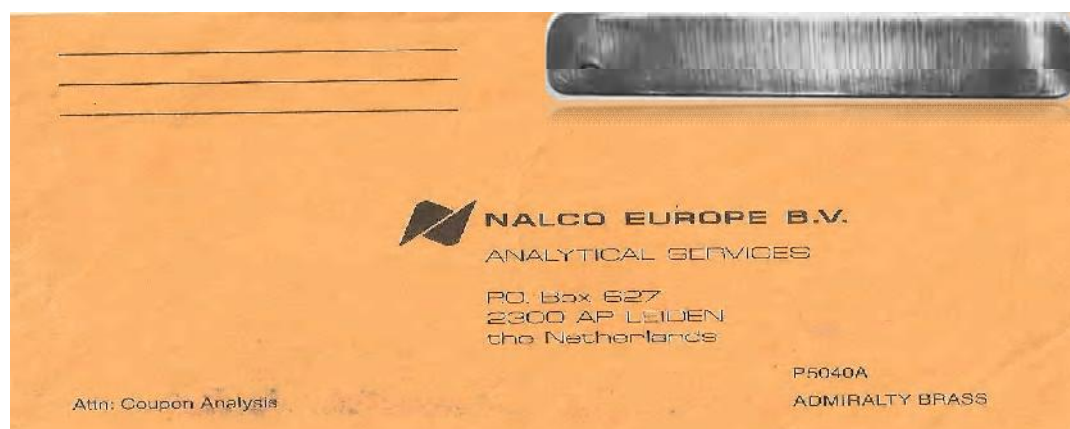 NALCO EUROPE B.V.
ANALYTICAL SERVICES
P.O. Box 627
2300 AP LEIDEN
the Netherlands
P5040A
ADMIRALTY BRASS
Attn: Coupon Analysis